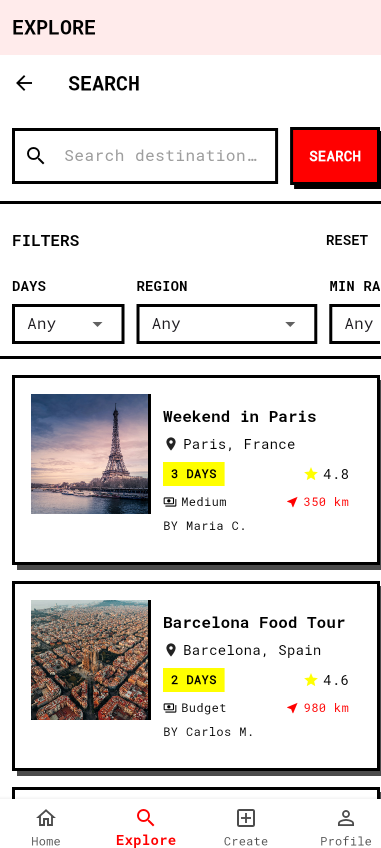 EXPLORE
SEARCH
Search destination…
SEARCH
FILTERS
RESET
DAYS
REGION
MIN RA
Any
Any
Any
Weekend in Paris
Paris, France
3 DAYS
4.8
Medium
350 km
BY Maria C.
Barcelona Food Tour
Barcelona, Spain
2 DAYS
4.6
Budget
980 km
BY Carlos M.
Home
Explore
Create
Profile